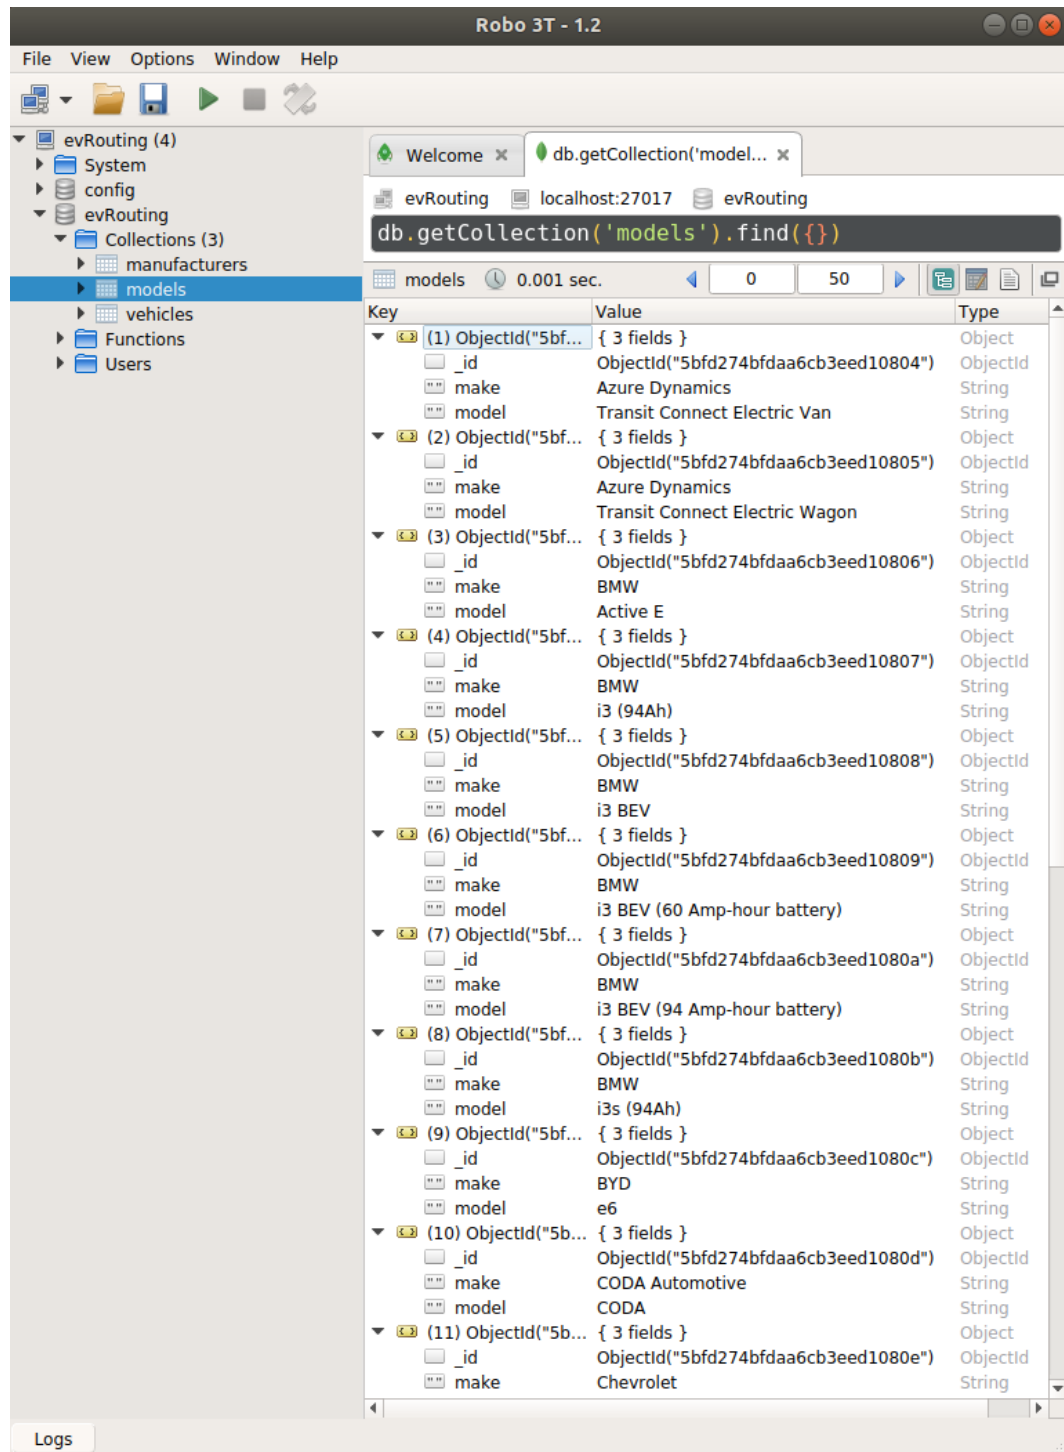 Robo 3T - 1.2
File View Options Window Help
evRouting (4)
System
config
evRouting
Collections (3)
manufacturers
models
vehicles
Functions
Users
Welcome
db.getCollection('model...
evRouting localhost:27017 evRouting
db.getCollection('models').find({})
models 0.001 sec. 0 50
Key Value Type
(1) ObjectId("5bf... { 3 fields } Object
_id ObjectId("5bfd274bfdaa6cb3eed10804") ObjectId
"" make Azure Dynamics String
"" model Transit Connect Electric Van String
(2) ObjectId("5bf... { 3 fields } Object
_id ObjectId("5bfd274bfdaa6cb3eed10805") ObjectId
"" make Azure Dynamics String
"" model Transit Connect Electric Wagon String
(3) ObjectId("5bf... { 3 fields } Object
_id ObjectId("5bfd274bfdaa6cb3eed10806") ObjectId
"" make BMW String
"" model Active E String
(4) ObjectId("5bf... { 3 fields } Object
_id ObjectId("5bfd274bfdaa6cb3eed10807") ObjectId
"" make BMW String
"" model i3 (94Ah) String
(5) ObjectId("5bf... { 3 fields } Object
_id ObjectId("5bfd274bfdaa6cb3eed10808") ObjectId
"" make BMW String
"" model i3 BEV String
(6) ObjectId("5bf... { 3 fields } Object
_id ObjectId("5bfd274bfdaa6cb3eed10809") ObjectId
"" make BMW String
"" model i3 BEV (60 Amp-hour battery) String
(7) ObjectId("5bf... { 3 fields } Object
_id ObjectId("5bfd274bfdaa6cb3eed1080a") ObjectId
"" make BMW String
"" model i3 BEV (94 Amp-hour battery) String
(8) ObjectId("5bf... { 3 fields } Object
_id ObjectId("5bfd274bfdaa6cb3eed1080b") ObjectId
"" make BMW String
"" model i3s (94Ah) String
(9) ObjectId("5bf... { 3 fields } Object
_id ObjectId("5bfd274bfdaa6cb3eed1080c") ObjectId
"" make BYD String
"" model e6 String
(10) ObjectId("5b... { 3 fields } Object
_id ObjectId("5bfd274bfdaa6cb3eed1080d") ObjectId
"" make CODA Automotive String
"" model CODA String
(11) ObjectId("5b... { 3 fields } Object
_id ObjectId("5bfd274bfdaa6cb3eed1080e") ObjectId
"" make Chevrolet String
Logs